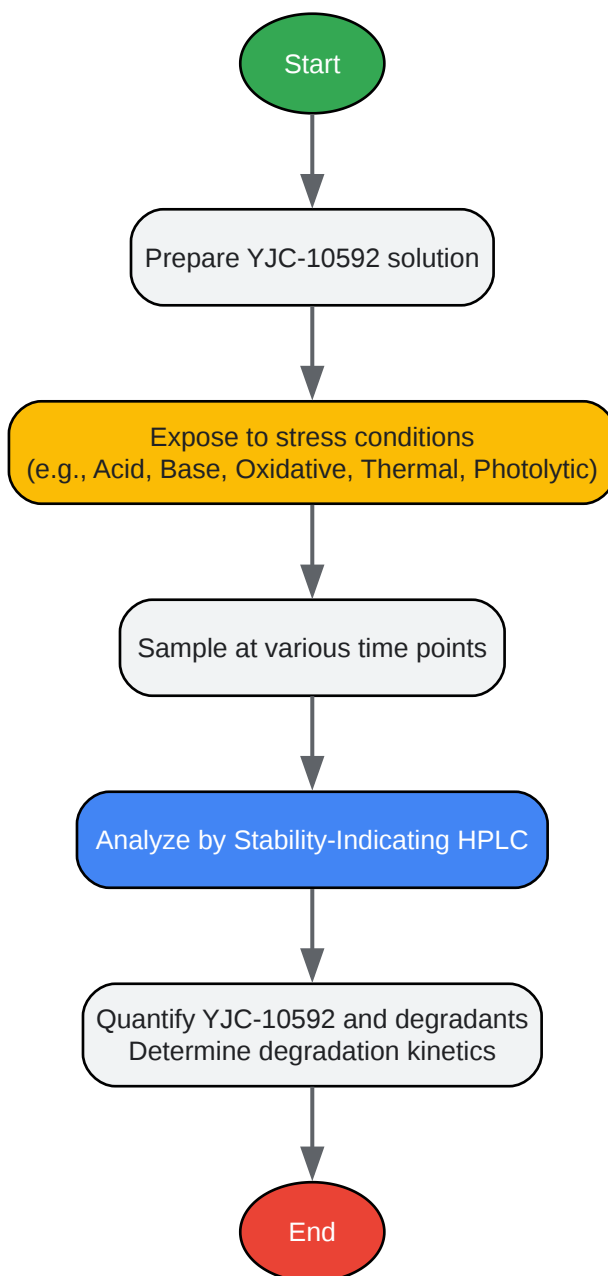 Start
Prepare YJC-10592 solution
Expose to stress conditions
(e.g., Acid, Base, Oxidative, Thermal, Photolytic)
Sample at various time points
Analyze by Stability-Indicating HPLC
Quantify YJC-10592 and degradants
Determine degradation kinetics
End